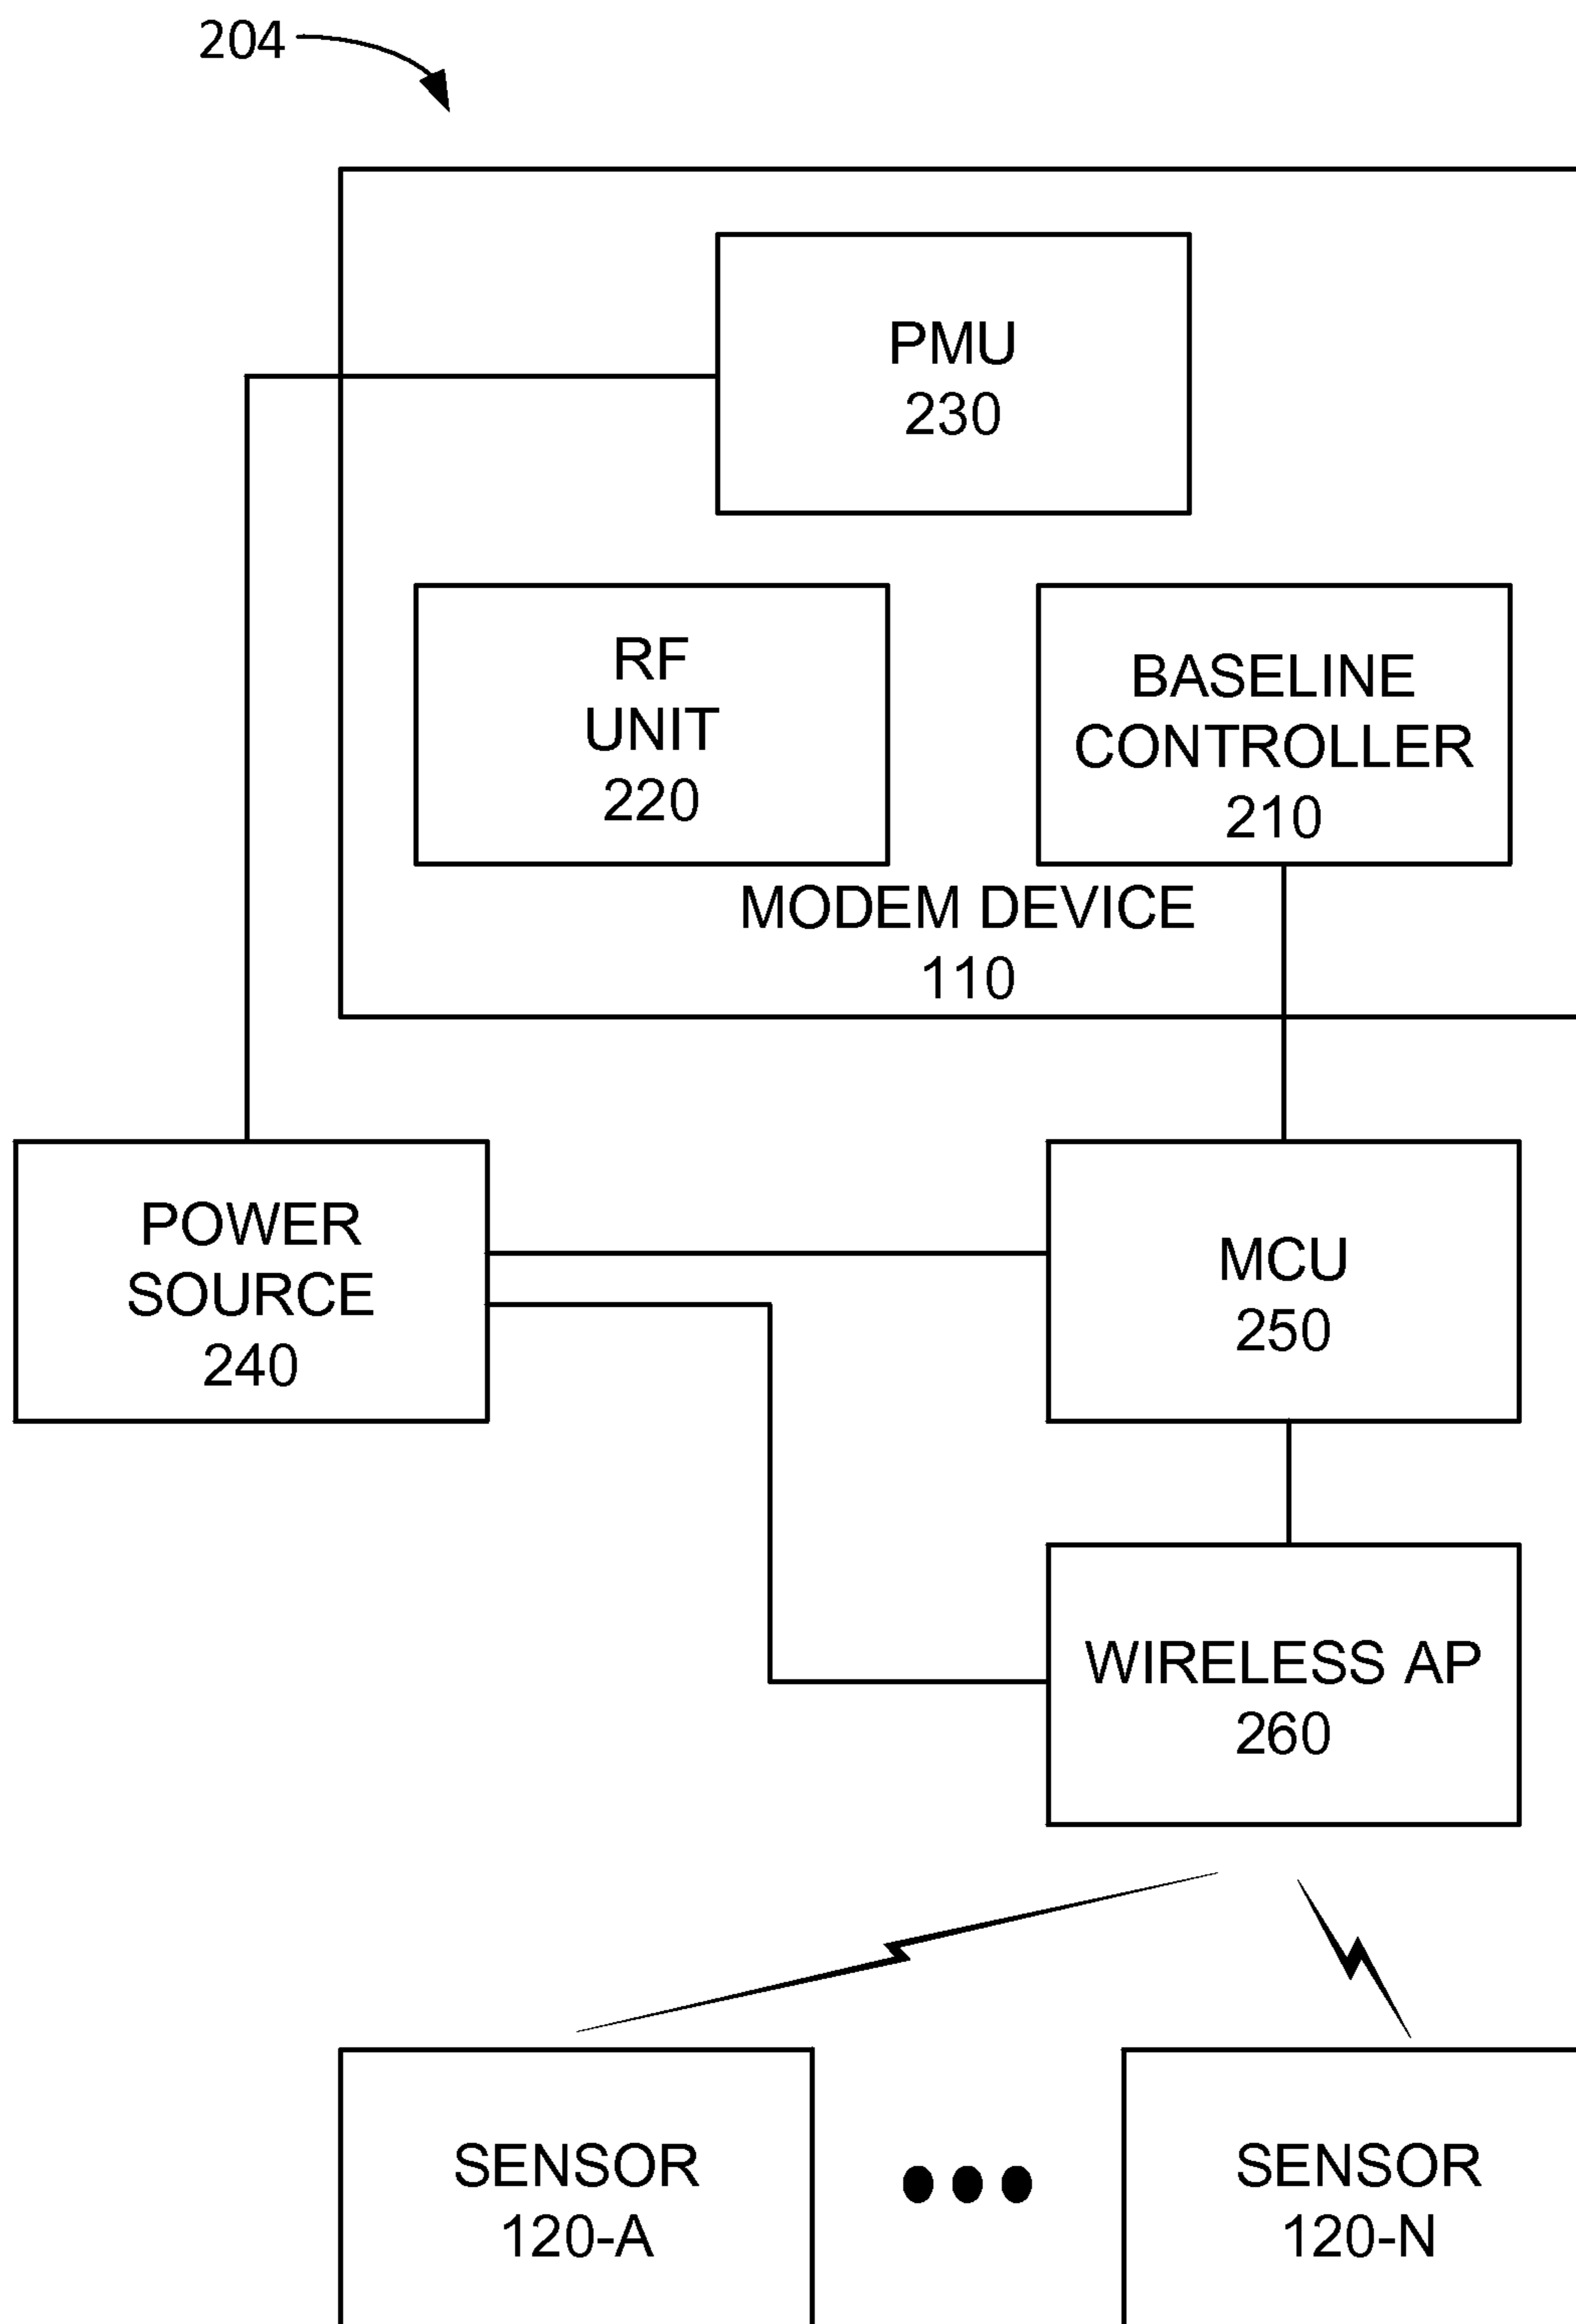 204
PMU
230
RF
UNIT
220
BASELINE
CONTROLLER
210
MODEM DEVICE
110
POWER
SOURCE
240
MCU
250
WIRELESS AP
260
SENSOR
120-A
SENSOR
120-N